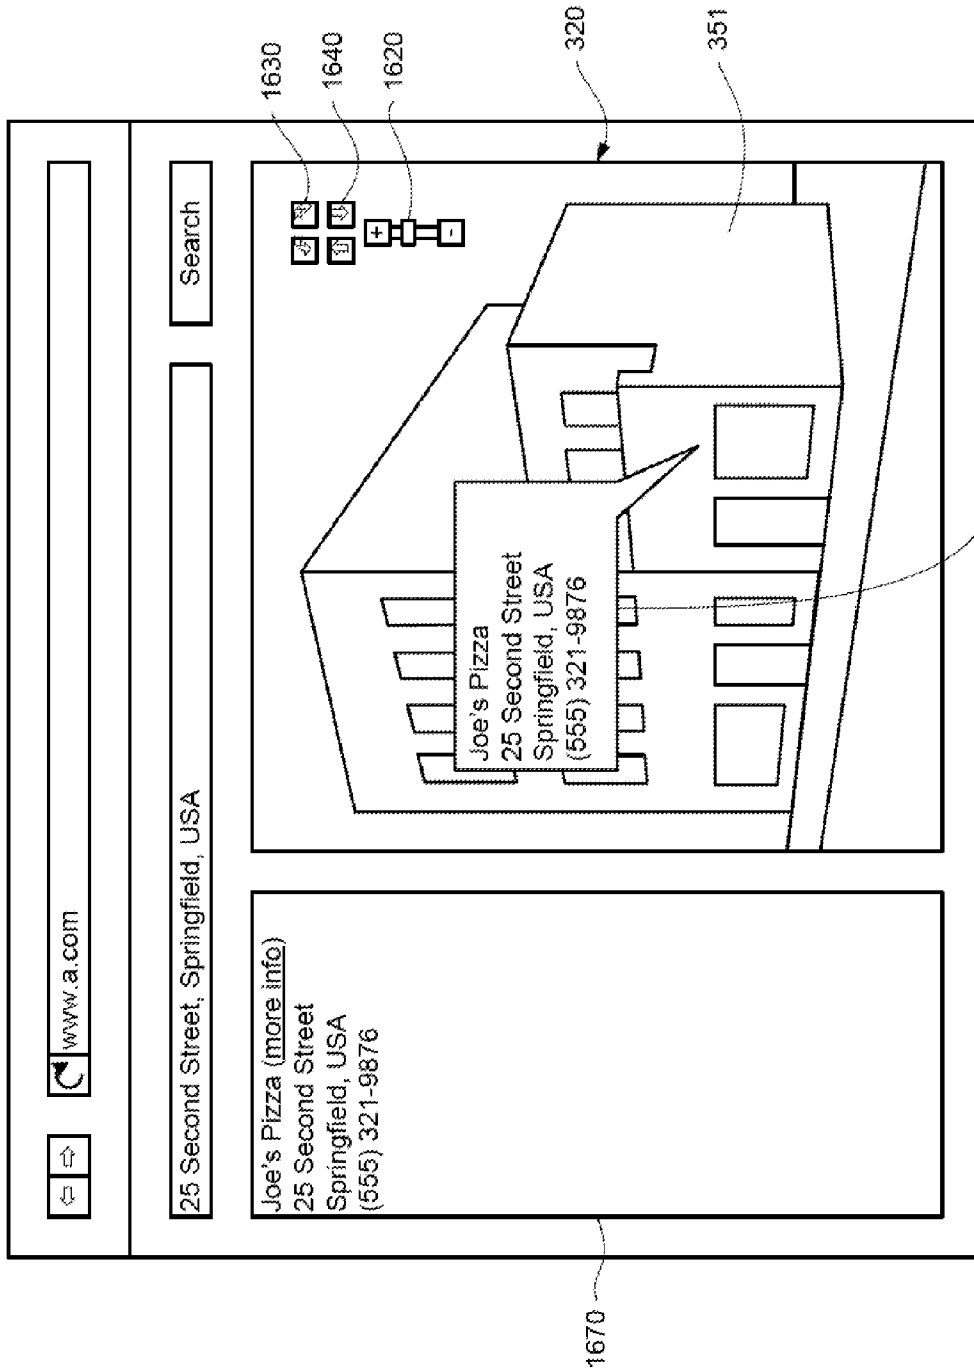 www.a.com
25 Second Street, Springfield, USA
Search
Joe's Pizza (more info)
25 Second Street
Springfield, USA
(555) 321-9876
Joe's Pizza
25 Second Street
Springfield, USA
(555) 321-9876
+
-
1630
1640
1620
320
351
1670